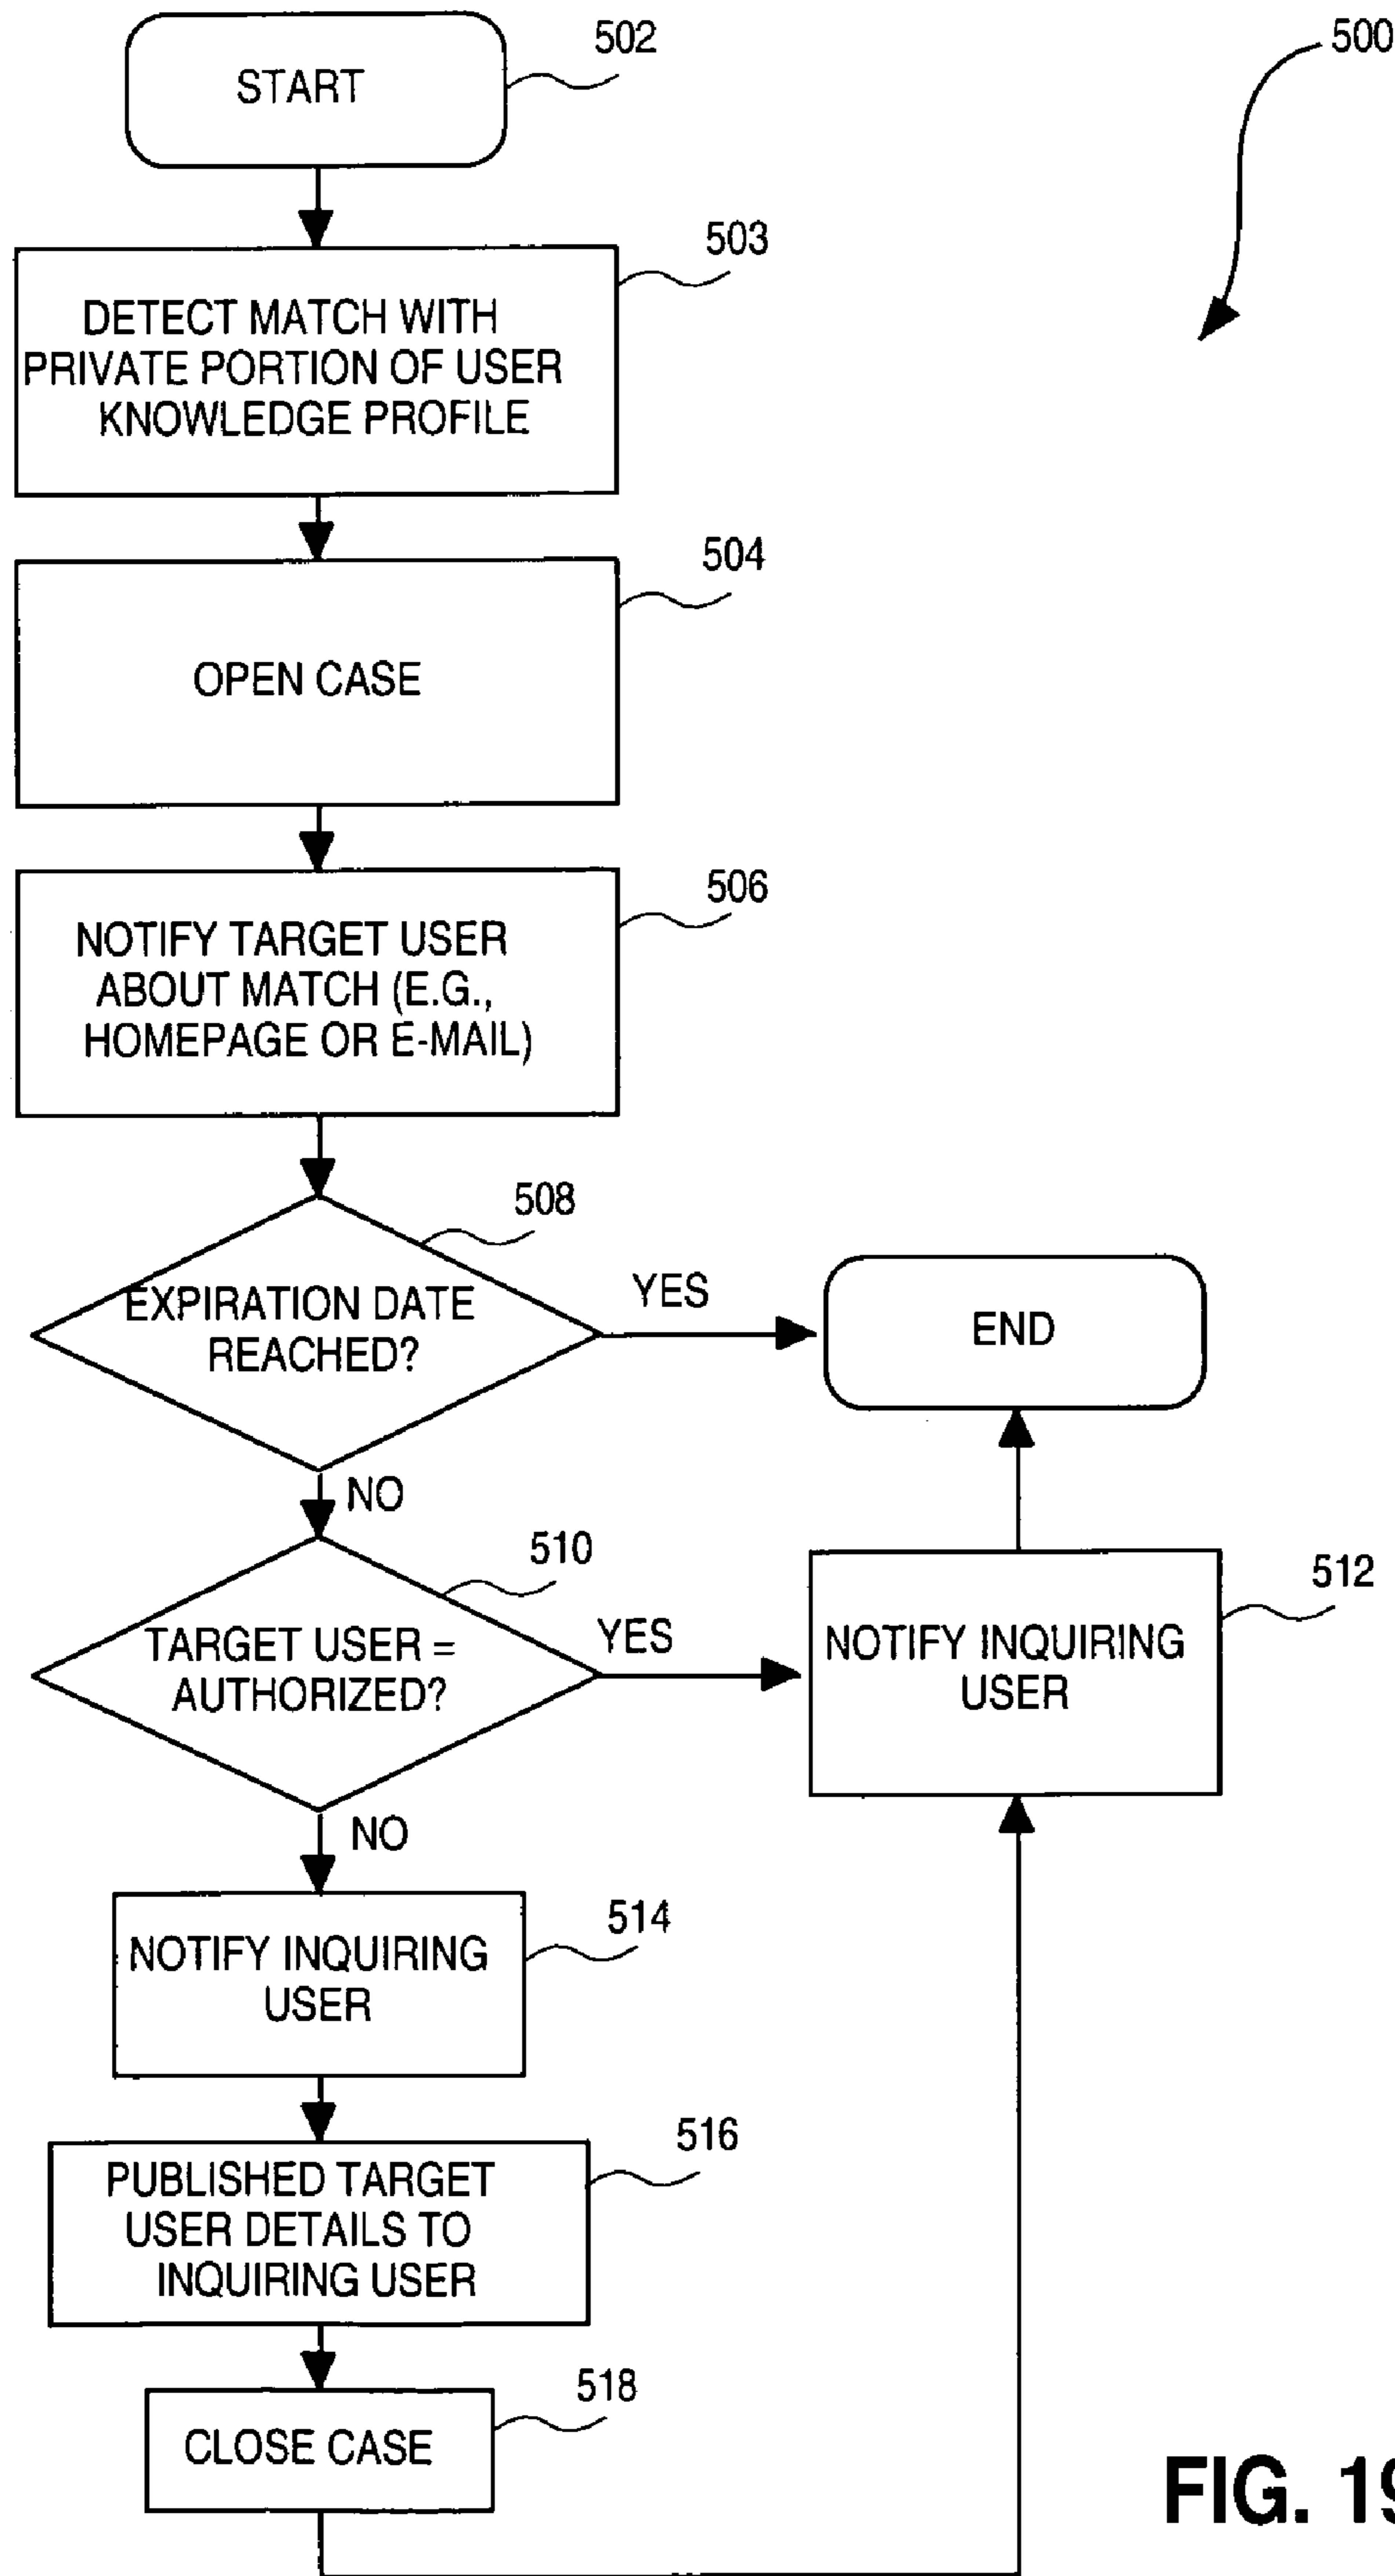 500
502
START
503
DETECT MATCH WITH
PRIVATE PORTION OF USER
KNOWLEDGE PROFILE
504
OPEN CASE
506
NOTIFY TARGET USER
ABOUT MATCH (E.G.,
HOMEPAGE OR E-MAIL)
508
EXPIRATION DATE
REACHED?
YES
END
NO
510
TARGET USER =
AUTHORIZED?
YES
512
NOTIFY INQUIRING
USER
NO
514
NOTIFY INQUIRING
USER
516
PUBLISHED TARGET
USER DETAILS TO
INQUIRING USER
518
CLOSE CASE
FIG. 19